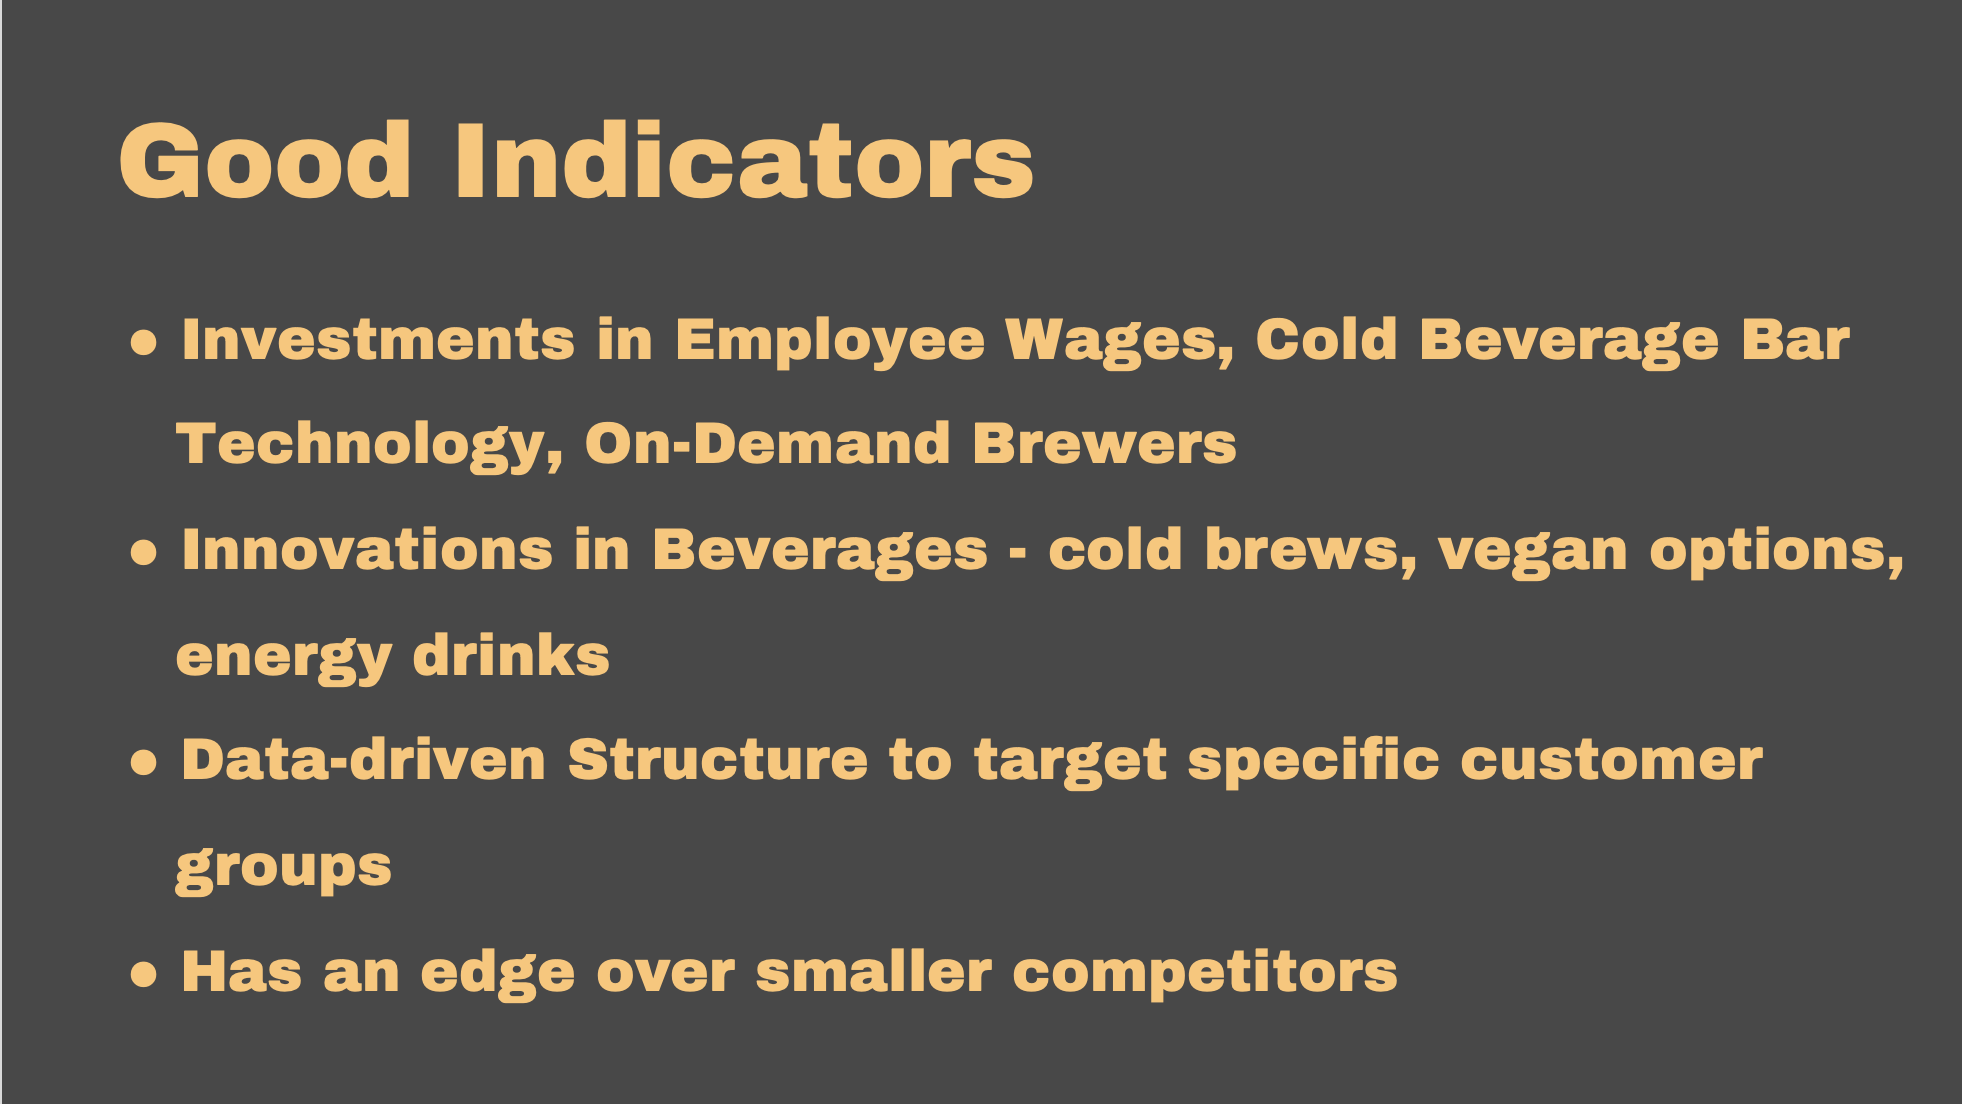 Good Indicators
● Investments in Employee Wages, Cold Beverage Bar
Technology, On-Demand Brewers
● Innovations in Beverages - cold brews, vegan options,
energy drinks
● Data-driven Structure to target specific customer
groups
● Has an edge over smaller competitors